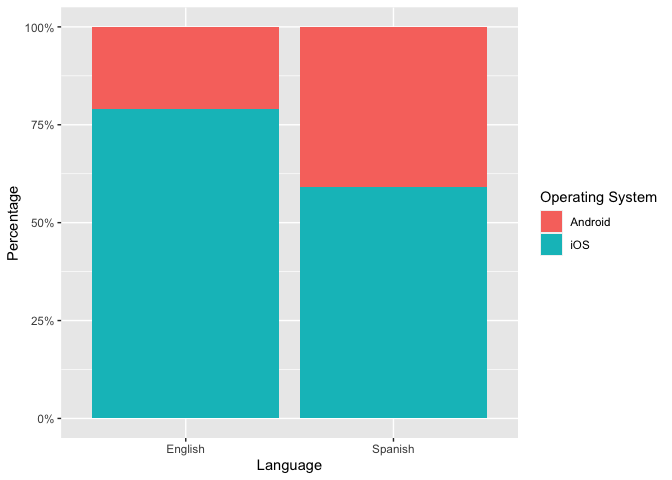 100%
75%
50%
25%
0%
Percentage
English Spanish
Language
Operating System
Android
iOS